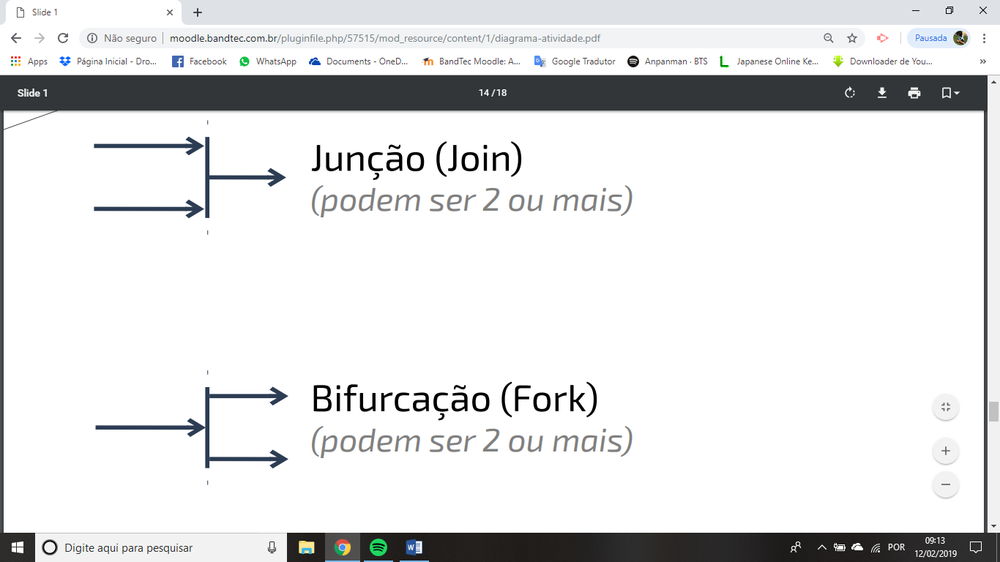 Slide 1
Não seguro
moodle.bandtec.com.br/pluginfile.php/57515/mod_resource/content/1/diagrama-atividade.pdf
Pausada
Apps
Página Inicial - Dro...
Facebook
WhatsApp
Documents - OneD...
BandTec Moodle: A...
Google Tradutor
Anpanman · BTS
Japanese Online Ke...
Downloader de You...
»
Slide 1
14 / 18
Junção (Join)
(podem ser 2 ou mais)
Bifurcação (Fork)
(podem ser 2 ou mais)
Digite aqui para pesquisar
POR
09:13
12/02/2019